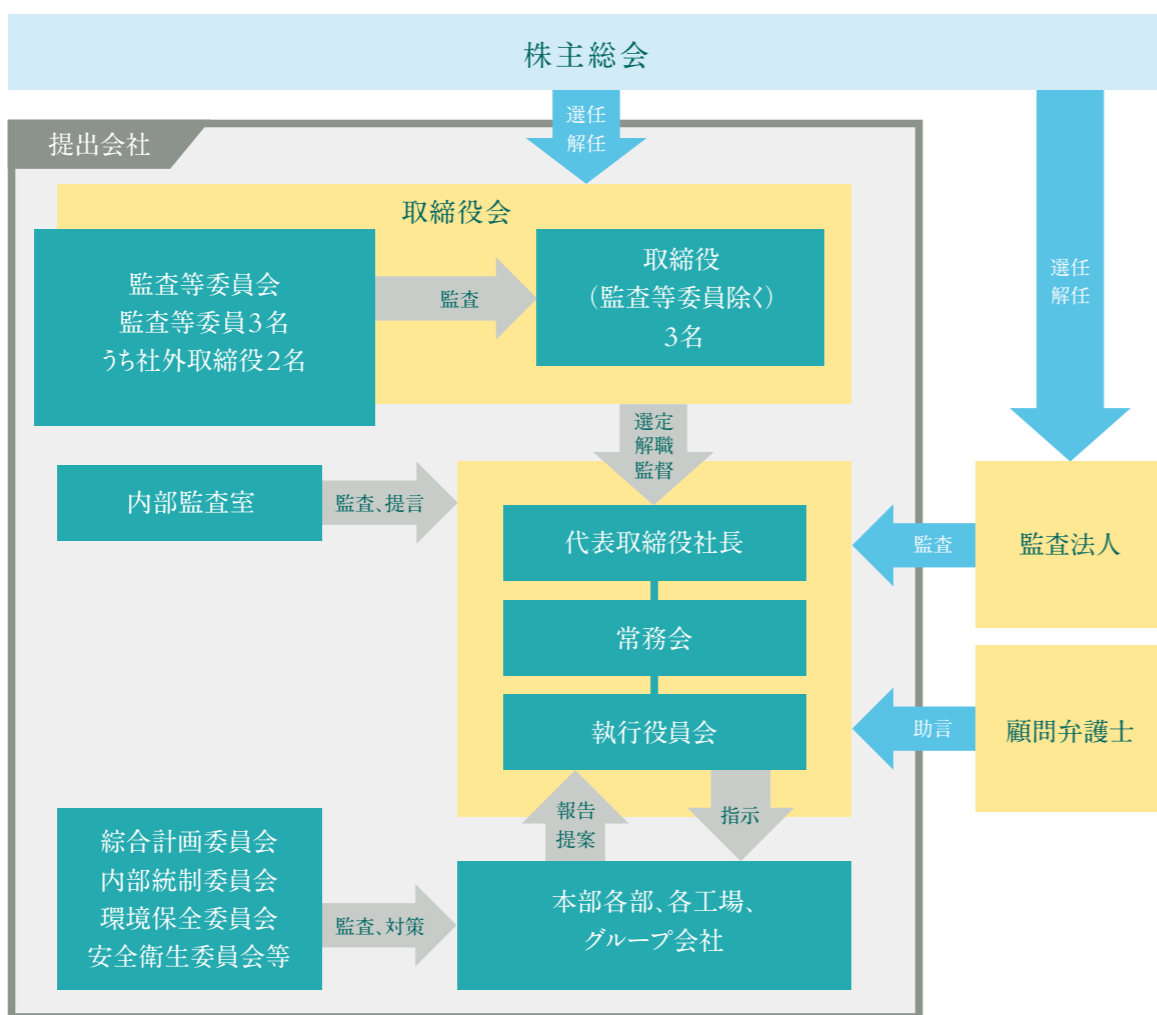 株主総会
選任
解任
提出会社
取締役会
監査等委員会
監査等委員3名
うち社外取締役2名
監査
取締役
（監査等委員除く）
3名
選任
解任
選定
解職
監督
内部監査室
監査、提言
代表取締役社長
監査
監査法人
常務会
執行役員会
助言
顧問弁護士
報告
提案
指示
綜合計画委員会
内部統制委員会
環境保全委員会
安全衛生委員会等
監査、対策
本部各部、各工場、
グループ会社